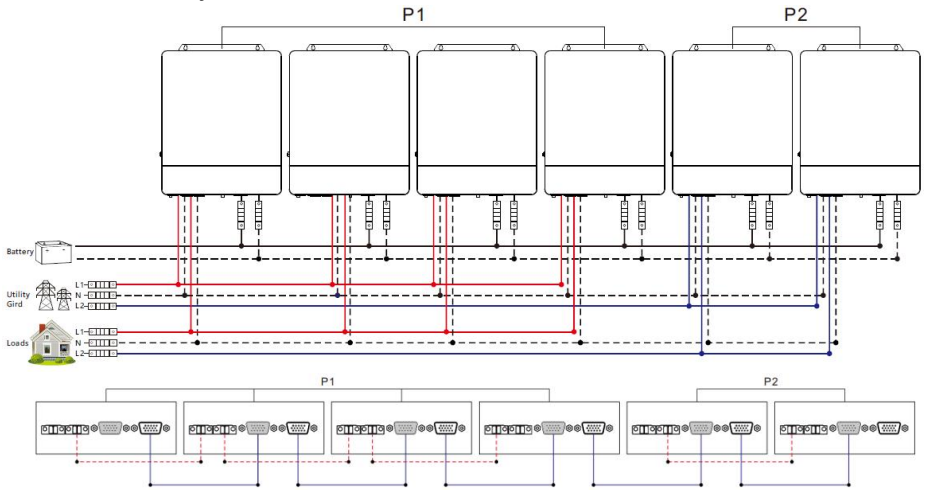 P1 P2
Battery
L1
Utility N
Gird L2
L1
Loads N
L2
P1 P2